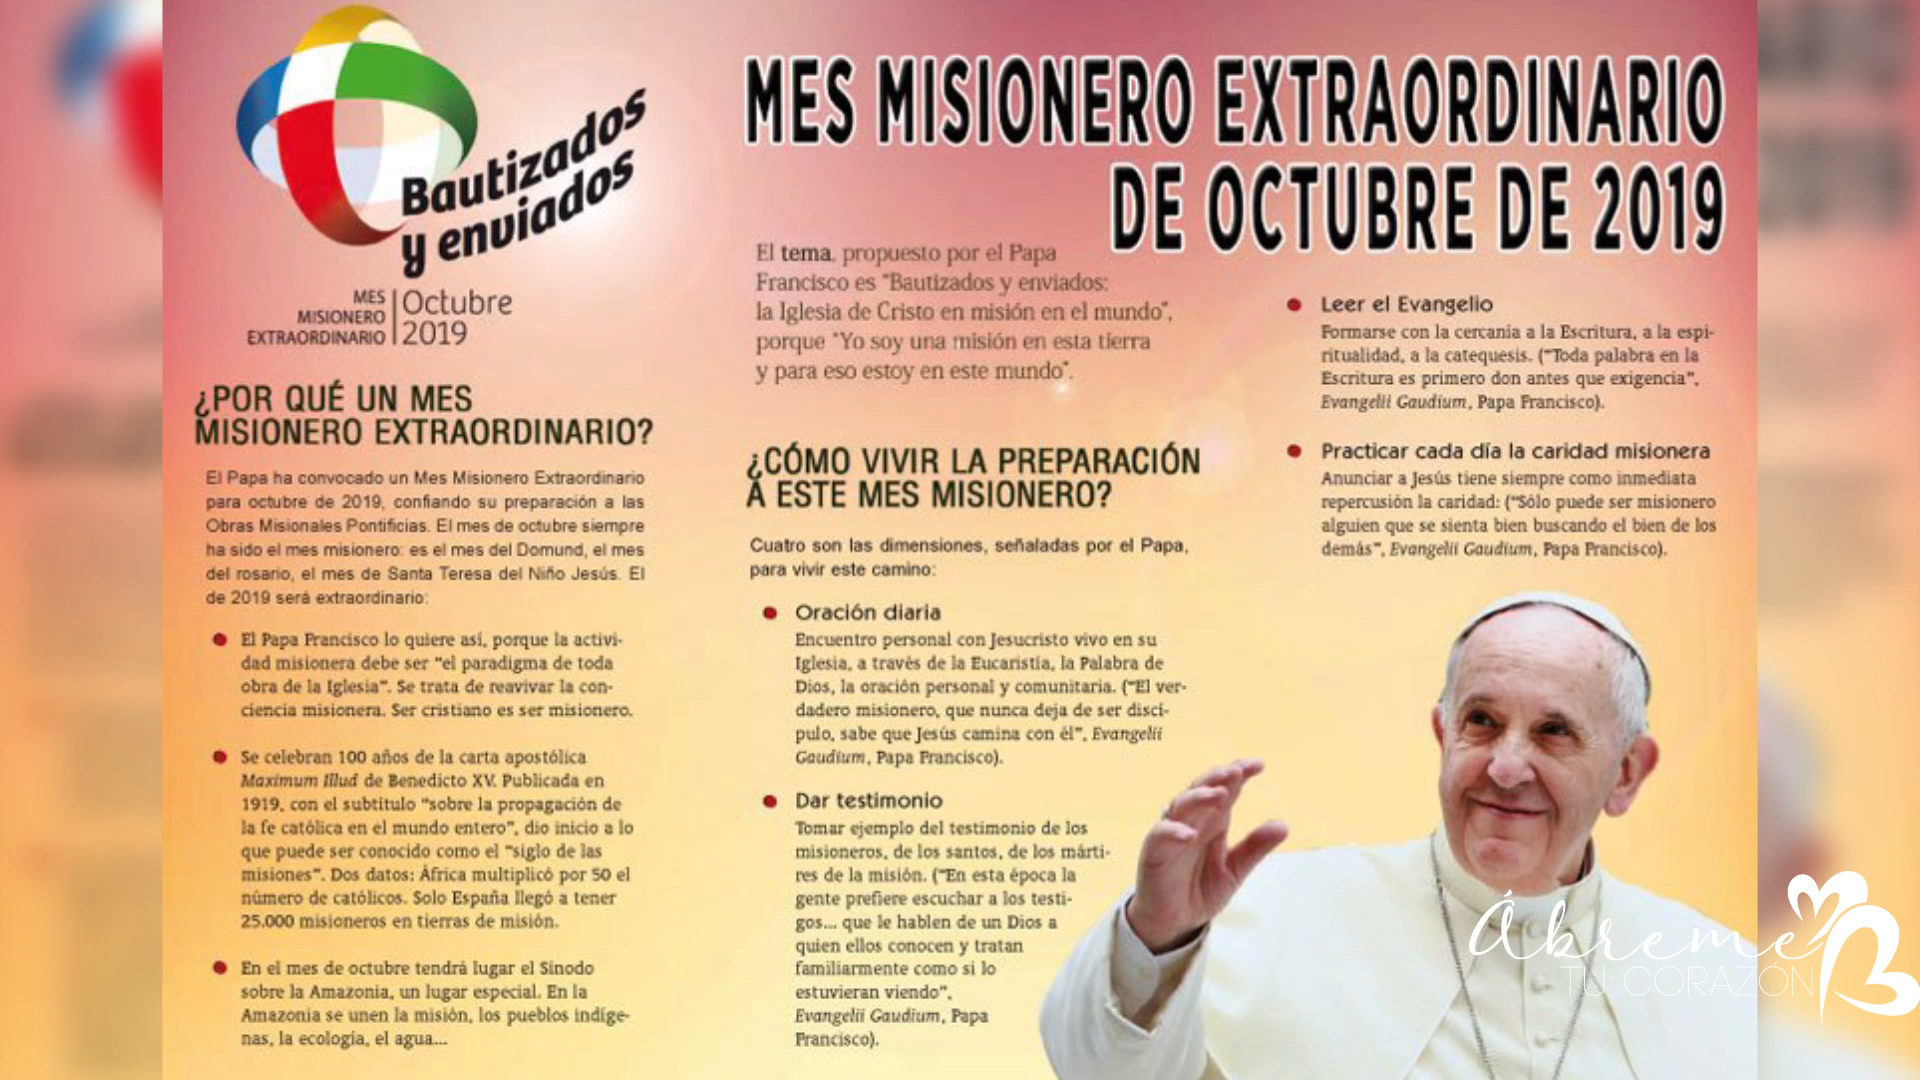 Bautizados
y enviados
MES
MISIONERO
EXTRAORDINARIO
Octubre
2019
MES MISIONERO EXTRAORDINARIO
DE OCTUBRE DE 2019
¿POR QUÉ UN MES
MISIONERO EXTRAORDINARIO?
El Papa ha convocado un Mes Misionero Extraordinario
para octubre de 2019, confiando su preparación a las
Obras Misionales Pontificias. El mes de octubre siempre
ha sido el mes misionero: es el mes del Domund, el mes
del rosario, el mes de Santa Teresa del Niño Jesús. El
de 2019 será extraordinario:
● El Papa Francisco lo quiere así, porque la activi-
dad misionera debe ser “el paradigma de toda
obra de la Iglesia”. Se trata de reavivar la con-
ciencia misionera. Ser cristiano es ser misionero.
● Se celebran 100 años de la carta apostólica
Maximum Illud de Benedicto XV. Publicada en
1919, con el subtítulo “sobre la propagación de
la fe católica en el mundo entero”, dio inicio a lo
que puede ser conocido como el “siglo de las
misiones”. Dos datos: África multiplicó por 50 el
número de católicos. Solo España llegó a tener
25.000 misioneros en tierras de misión.
● En el mes de octubre tendrá lugar el Sínodo
sobre la Amazonia, un lugar especial. En la
Amazonia se unen la misión, los pueblos indíge-
nas, la ecología, el agua...
El tema, propuesto por el Papa
Francisco es “Bautizados y enviados:
la Iglesia de Cristo en misión en el mundo”,
porque “Yo soy una misión en esta tierra
y para eso estoy en este mundo”.
¿CÓMO VIVIR LA PREPARACIÓN
A ESTE MES MISIONERO?
Cuatro son las dimensiones, señaladas por el Papa,
para vivir este camino:
● Oración diaria
Encuentro personal con Jesucristo vivo en su
Iglesia, a través de la Eucaristía, la Palabra de
Dios, la oración personal y comunitaria. (“El ver-
dadero misionero, que nunca deja de ser discí-
pulo, sabe que Jesús camina con él”, Evangelii
Gaudium, Papa Francisco).
● Dar testimonio
Tomar ejemplo del testimonio de los
misioneros, de los santos, de los márti-
res de la misión. (“En esta época la
gente prefiere escuchar a los testi-
gos... que le hablen de un Dios a
quien ellos conocen y tratan
familiarmente como si lo
estuvieran viendo”,
Evangelii Gaudium, Papa
Francisco).
● Leer el Evangelio
Formarse con la cercanía a la Escritura, a la espi-
ritualidad, a la catequesis. (“Toda palabra en la
Escritura es primero don antes que exigencia”,
Evangelii Gaudium, Papa Francisco).
● Practicar cada día la caridad misionera
Anunciar a Jesús tiene siempre como inmediata
repercusión la caridad: (“Sólo puede ser misionero
alguien que se sienta bien buscando el bien de los
demás”, Evangelii Gaudium, Papa Francisco).
Ábreme
TU CORAZÓN